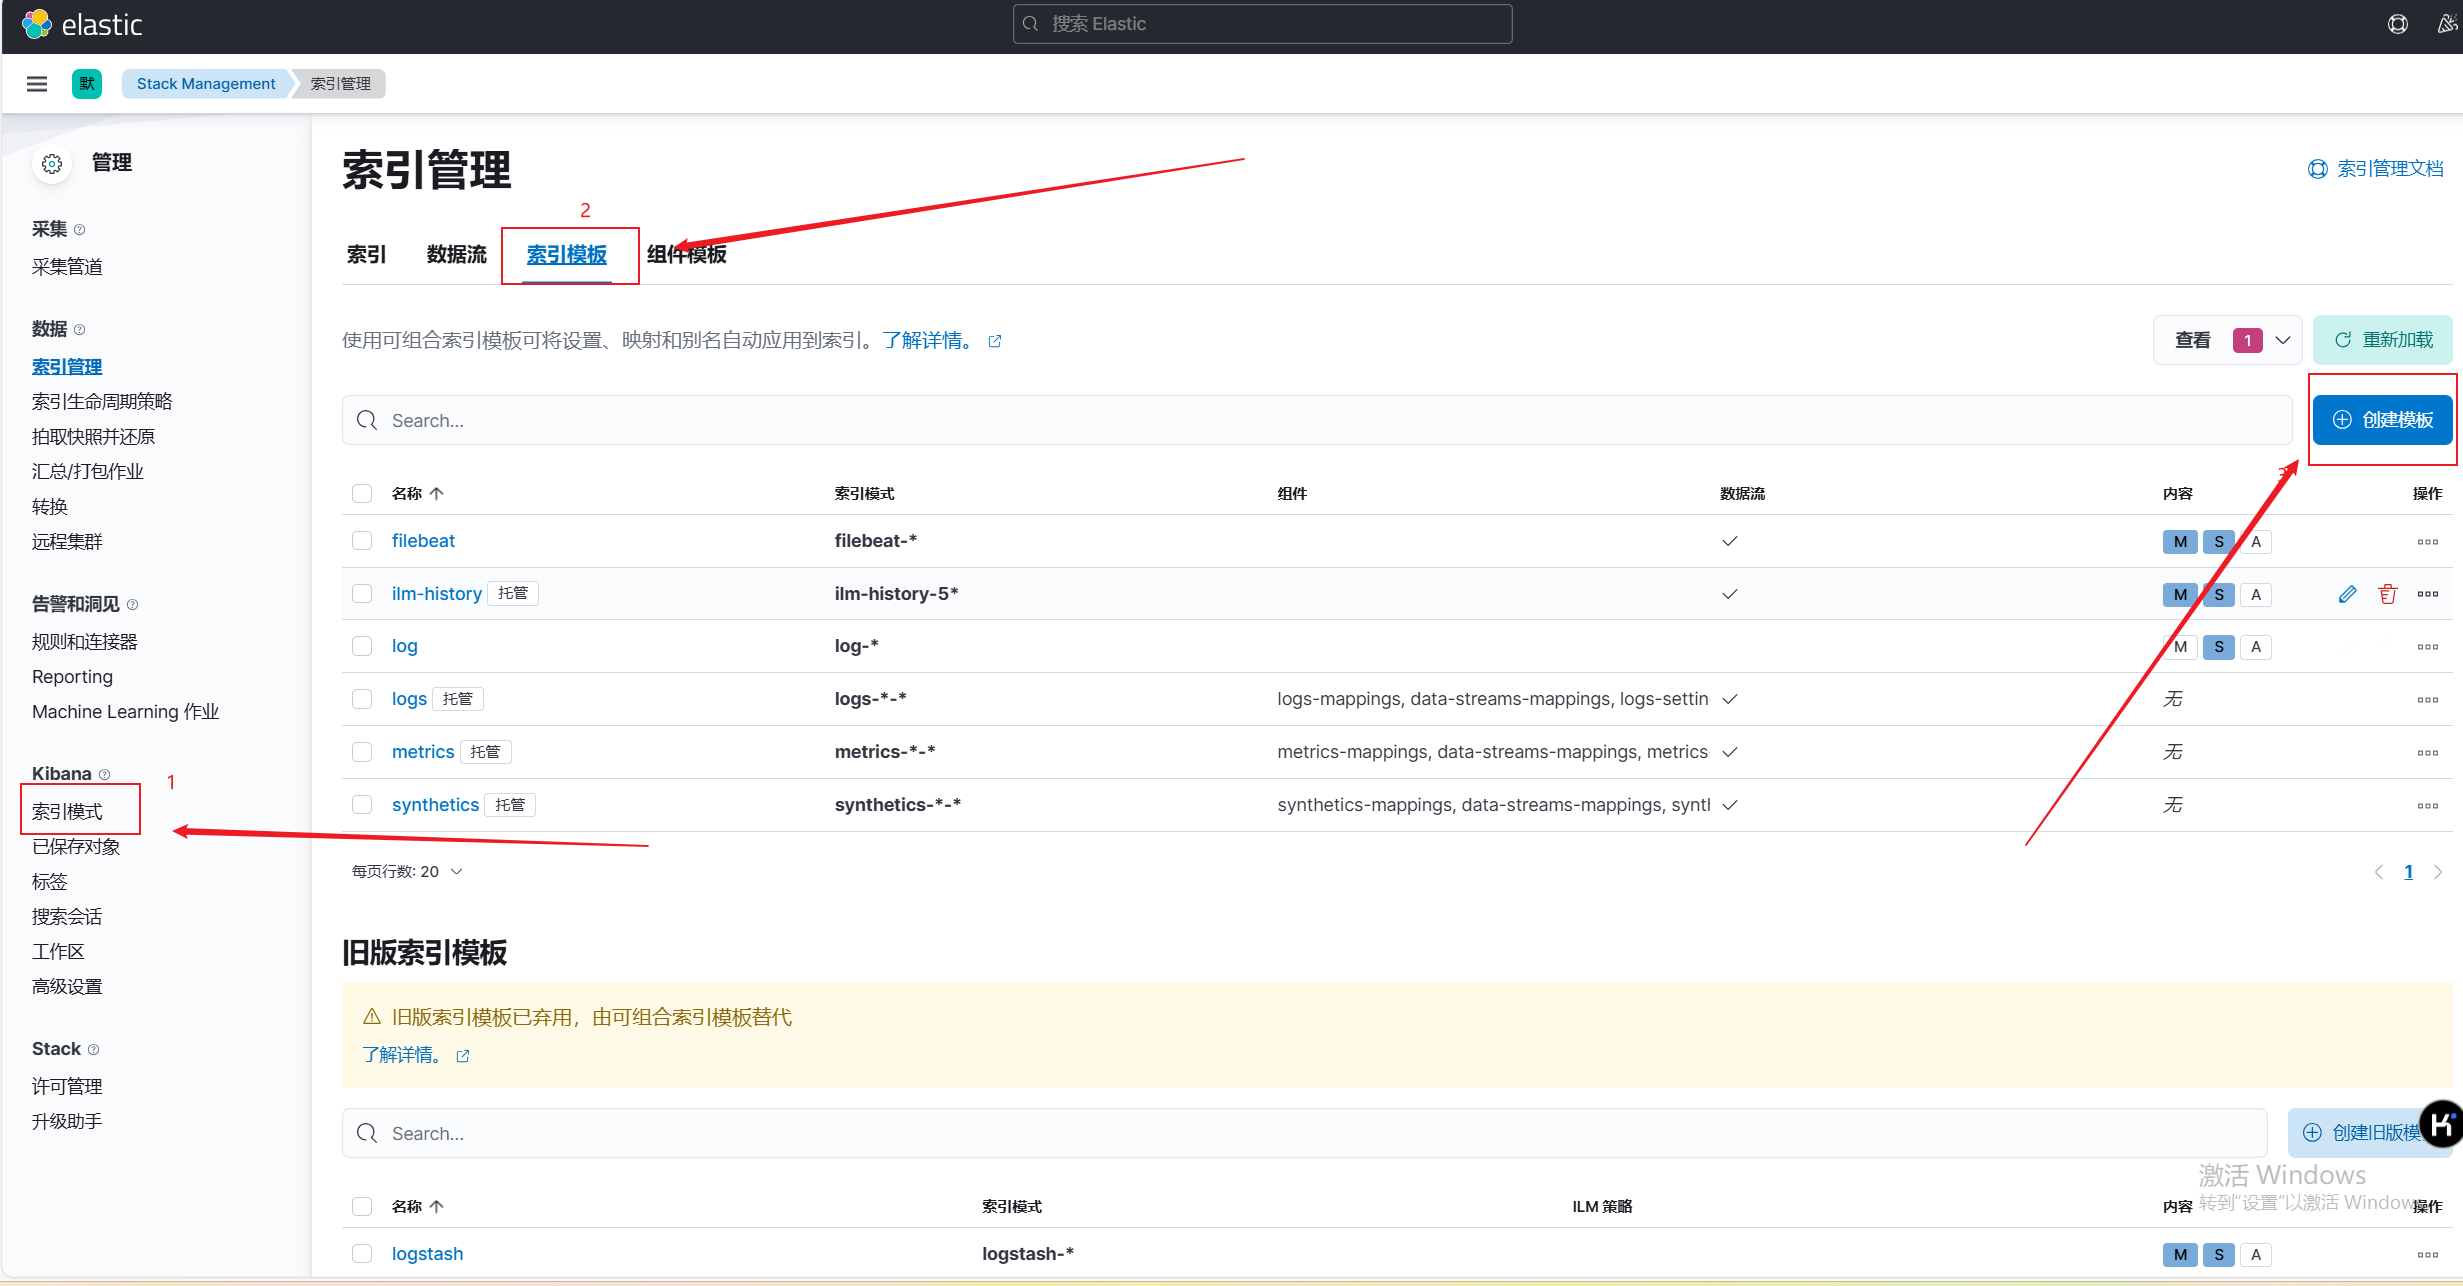 elastic
搜索 Elastic
默
Stack Management
索引管理
管理
采集
采集管道
数据
索引管理
索引生命周期策略
拍取快照并还原
汇总/打包作业
转换
远程集群
告警和洞见
规则和连接器
Reporting
Machine Learning 作业
Kibana
1
索引模式
已保存对象
标签
搜索会话
工作区
高级设置
Stack
许可管理
升级助手
索引管理
索引管理文档
2
索引 数据流 索引模板 组件模板
使用可组合索引模板可将设置、映射和别名自动应用到索引。了解详情。
查看 1
重新加载
Search...
创建模板
3
名称 索引模式 组件 数据流 内容 操作
filebeat filebeat-* M S A
ilm-history 托管 ilm-history-5* M S A
log log-* M S A
logs 托管 logs-*-* logs-mappings, data-streams-mappings, logs-settin 无
metrics 托管 metrics-*-* metrics-mappings, data-streams-mappings, metrics 无
synthetics 托管 synthetics-*-* synthetics-mappings, data-streams-mappings, synt 无
每页行数: 20
1
旧版索引模板
旧版索引模板已弃用，由可组合索引模板替代
了解详情。
Search...
创建旧版模
激活 Windows
转到"设置"以激活 Window
名称 索引模式 ILM 策略 内容 操作
logstash logstash-* M S A